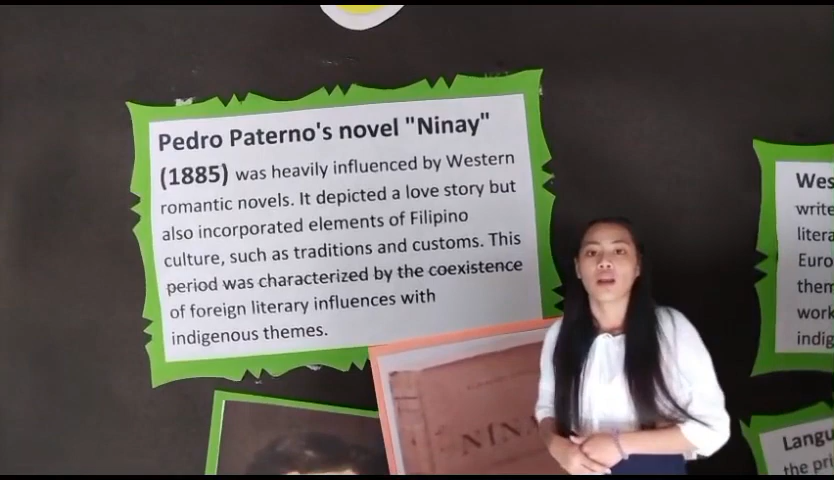 Pedro Paterno's novel "Ninay"
(1885) was heavily influenced by Western
romantic novels. It depicted a love story but
also incorporated elements of Filipino
culture, such as traditions and customs. This
period was characterized by the coexistence
of foreign literary influences with
indigenous themes.
NINA
Wes
write
litera
Euro
them
work
indig
Langu
the pri